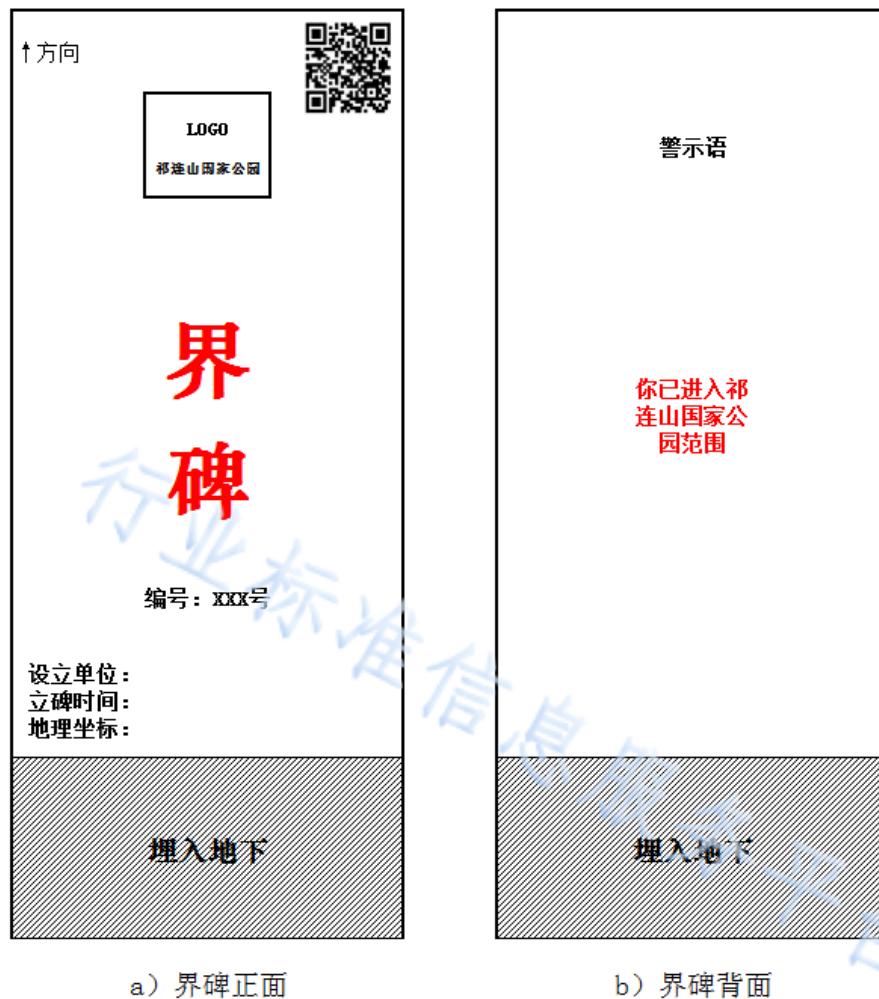 ↑方向
LOGO
祁连山国家公园
界
碑
编号：XXX号
设立单位：
立碑时间：
地理坐标：
埋入地下
a）界碑正面
警示语
你已进入祁
连山国家公
园范围
埋入地下
b）界碑背面
行业标准信息服务平台